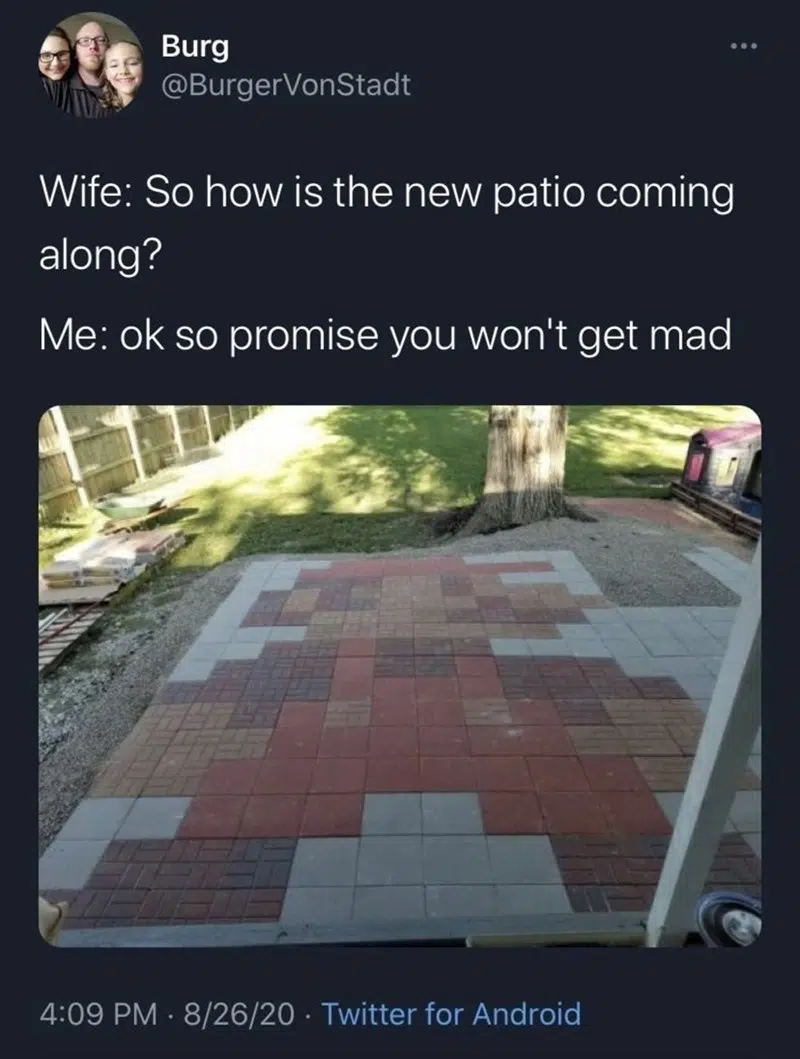 Burg
@BurgerVonStadt
Wife: So how is the new patio coming
along?
Me: ok so promise you won't get mad
4:09 PM · 8/26/20 · Twitter for Android